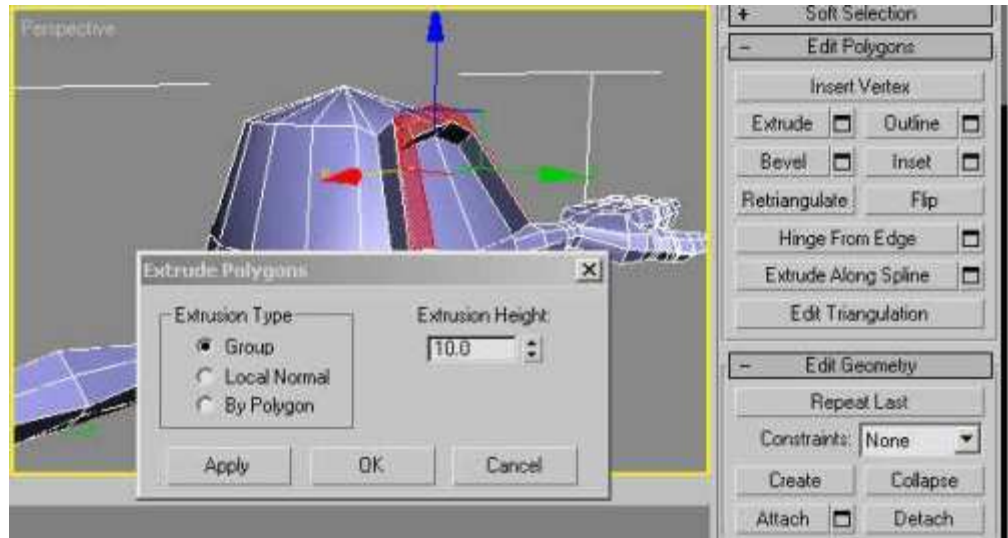 Perspective
Extrude Polygons
Extrusion Type
Group
Local Normal
By Polygon
Extrusion Height:
10.0
Apply
OK
Cancel
+ Soft Selection
- Edit Polygons
Insert Vertex
Extrude Outline
Bevel Inset
Retriangulate Flip
Hinge From Edge
Extrude Along Spline
Edit Triangulation
- Edit Geometry
Repeat Last
Constraints: None
Create Collapse
Attach Detach